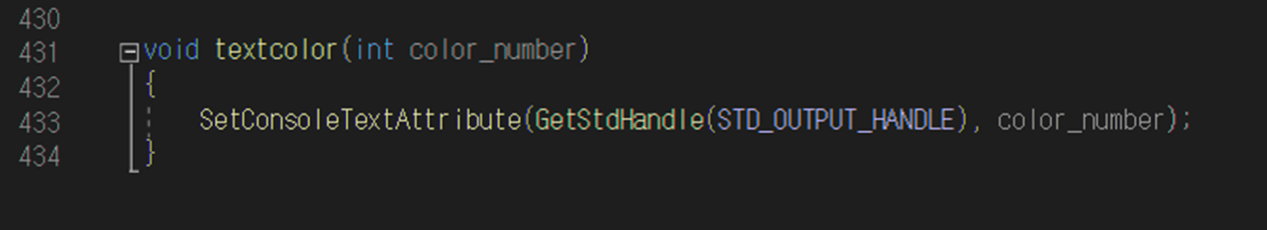 430
431 void textcolor(int color_number)
432 {
433 SetConsoleTextAttribute(GetStdHandle(STD_OUTPUT_HANDLE), color_number);
434 }